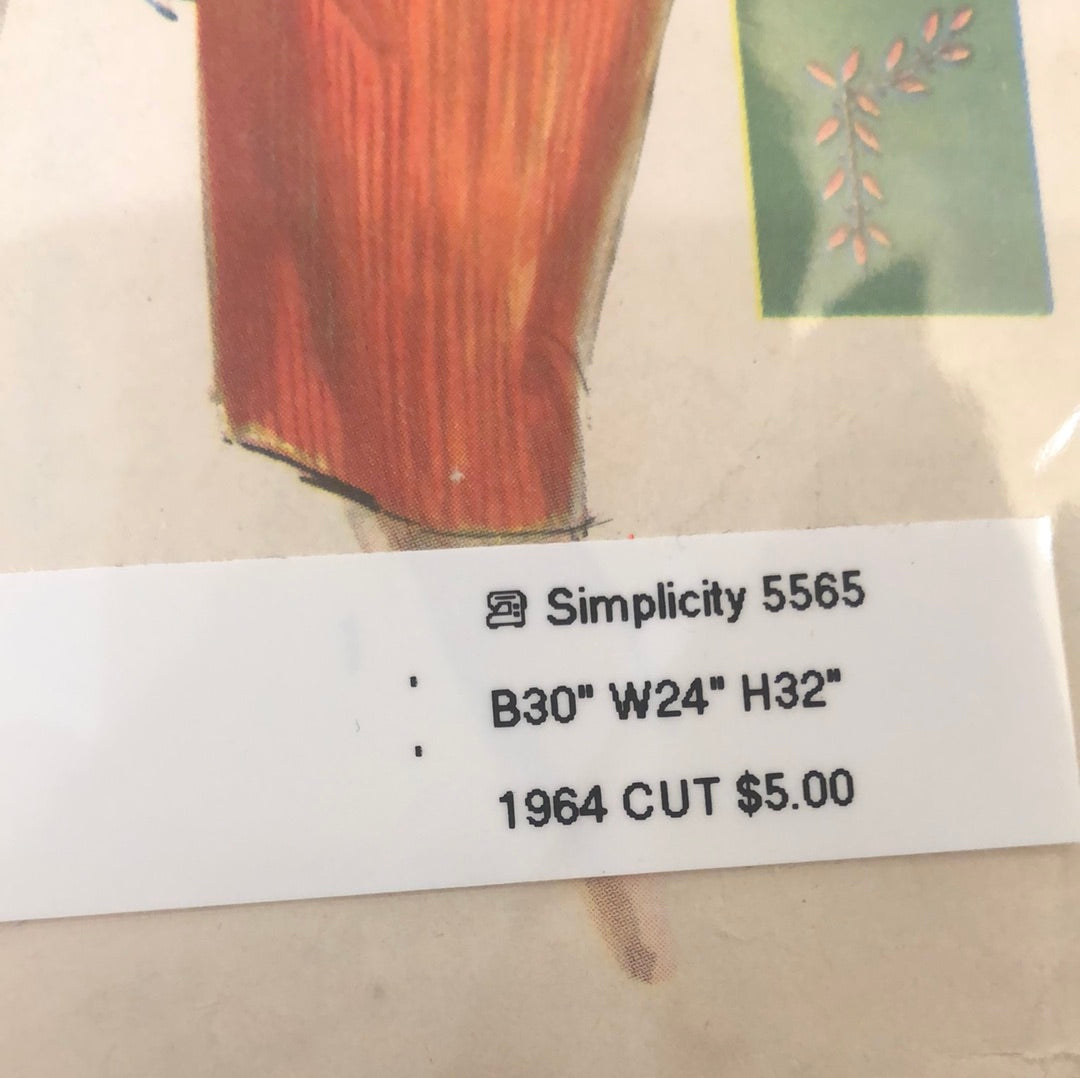 Simplicity 5565
B30" W24" H32"
1964 CUT $5.00